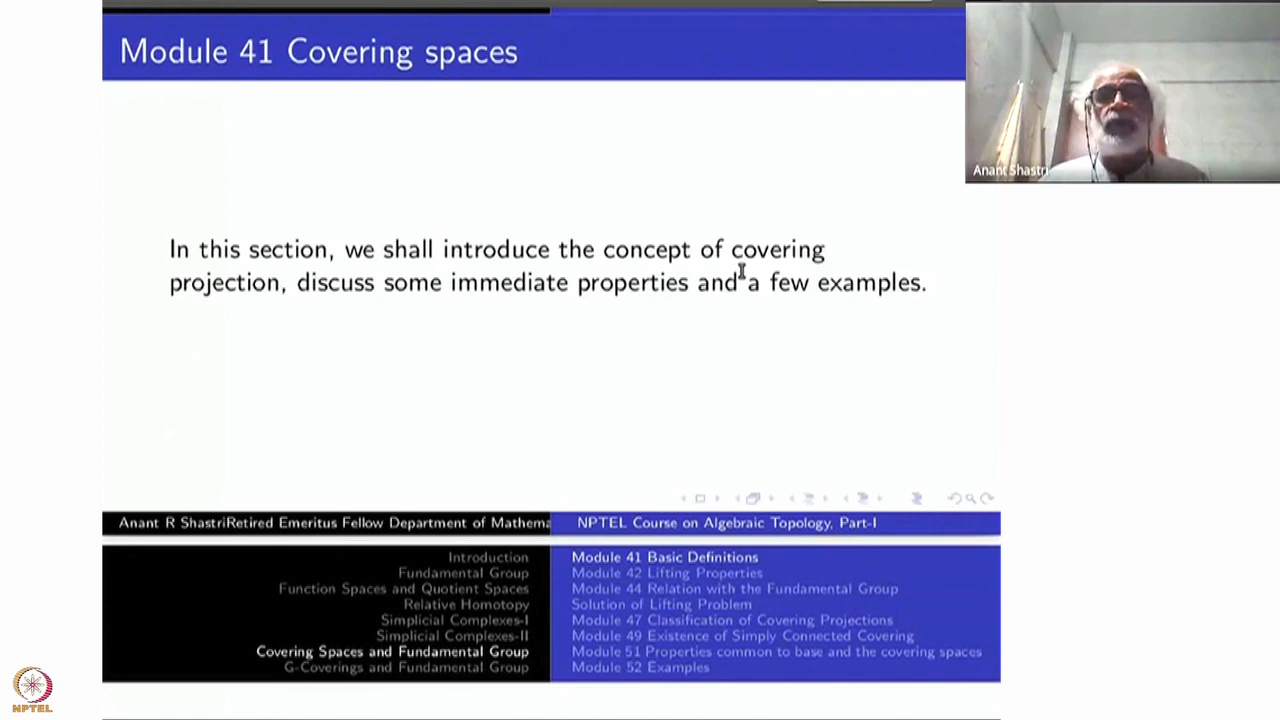 Module 41 Covering spaces
Anant Shastri
In this section, we shall introduce the concept of covering
projection, discuss some immediate properties and a few examples.
Anant R ShastriRetired Emeritus Fellow Department of Mathema
NPTEL Course on Algebraic Topology, Part-I
Introduction
Fundamental Group
Function Spaces and Quotient Spaces
Relative Homotopy
Simplicial Complexes-I
Simplicial Complexes-II
Covering Spaces and Fundamental Group
G-Coverings and Fundamental Group
Module 41 Basic Definitions
Module 42 Lifting Properties
Module 44 Relation with the Fundamental Group
Solution of Lifting Problem
Module 47 Classification of Covering Projections
Module 49 Existence of Simply Connected Covering
Module 51 Properties common to base and the covering spaces
Module 52 Examples
NPTEL